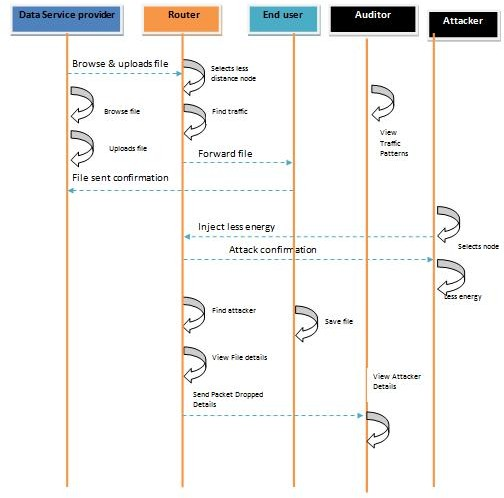 Data Service provider
Router
End user
Auditor
Attacker
Browse & uploads file
Selects less
distance node
Browse file
Find traffic
View
Traffic
Patterns
Uploads file
Forward file
File sent confirmation
Inject less energy
Selects node
Attack confirmation
Less energy
Find attacker
Save file
View File details
View Attacker
Details
Send Packet Dropped
Details